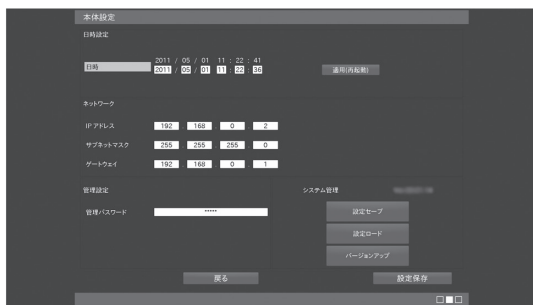 本体設定
日時設定
2011 / 05 / 01 11 : 22 : 41
日時 2011 / 05 / 01 11 : 22 : 36 適用(再起動)
ネットワーク
IP アドレス 192 . 168 . 0 . 2
サブネットマスク 255 . 255 . 255 . 0
ゲートウェイ 192 . 168 . 0 . 1
管理設定 システム管理
管理パスワード ***** 設定セーブ
設定ロード
バージョンアップ
戻る 設定保存